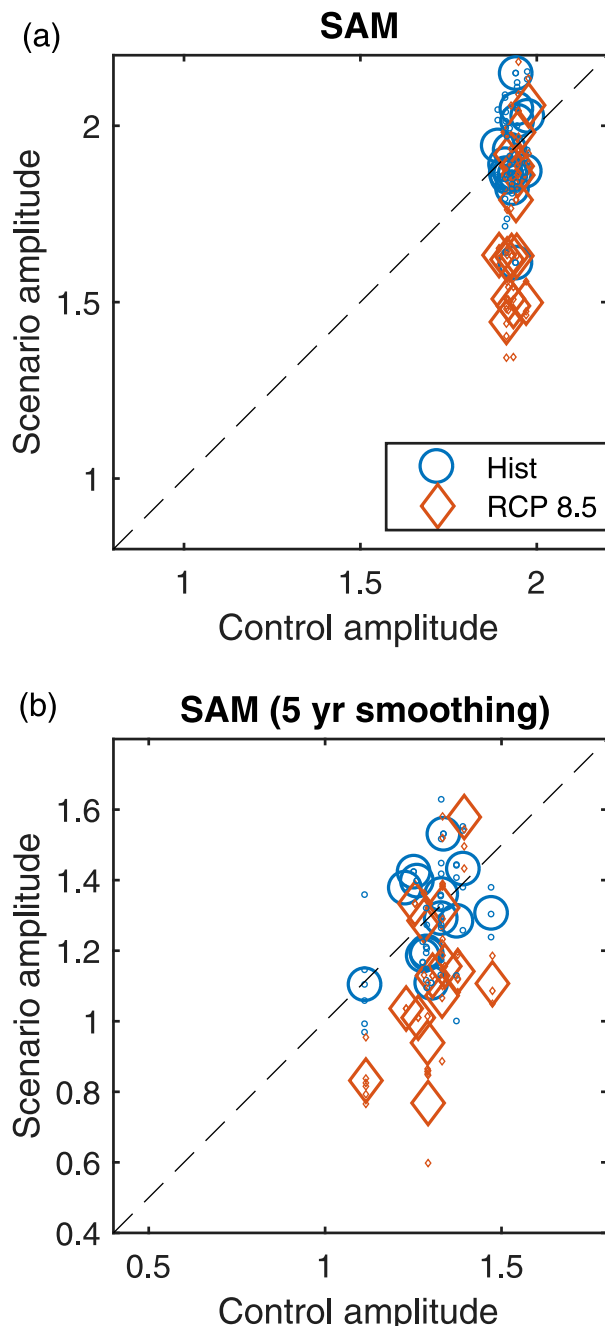 (a)
SAM
Scenario amplitude
2
1.5
1
Hist
RCP 8.5
1
1.5
2
Control amplitude
(b)
SAM (5 yr smoothing)
Scenario amplitude
1.6
1.4
1.2
1
0.8
0.6
0.4
0.5
1
1.5
Control amplitude